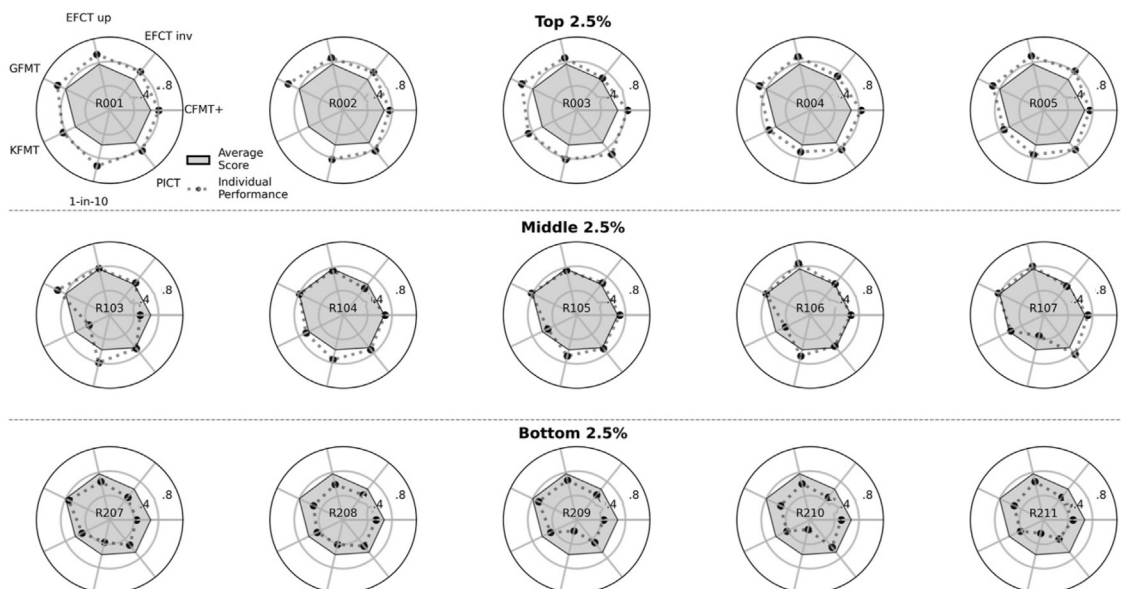 Top 2.5%
EFCT up
EFCT inv
GFMT
.8
.4
R001
CFMT+
KFMT
PICT
1-in-10
Average
Score
Individual
Performance
.8
.4
R002
.8
.4
R003
.8
.4
R004
.8
.4
R005
Middle 2.5%
.8
.4
R103
.8
.4
R104
.8
.4
R105
.8
.4
R106
.8
.4
R107
Bottom 2.5%
.8
.4
R207
.8
.4
R208
.8
.4
R209
.8
.4
R210
.8
.4
R211